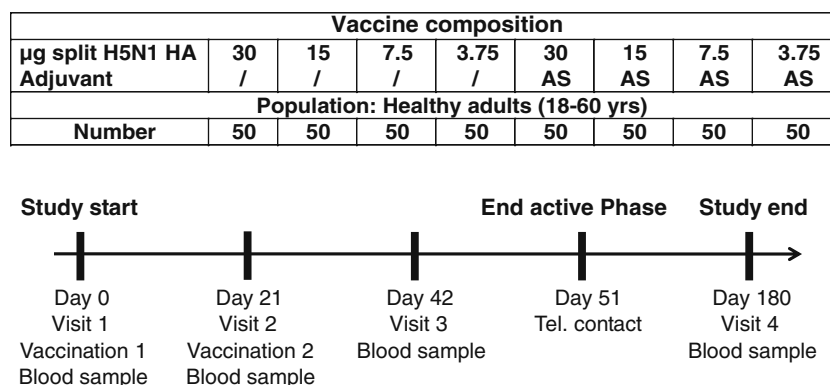 Vaccine composition
µg split H5N1 HA 30 15 7.5 3.75 30 15 7.5 3.75
Adjuvant / / / / AS AS AS AS
Population: Healthy adults (18-60 yrs)
Number 50 50 50 50 50 50 50 50
Study start End active Phase Study end
Day 0 Day 21 Day 42 Day 51 Day 180
Visit 1 Visit 2 Visit 3 Tel. contact Visit 4
Vaccination 1 Vaccination 2 Blood sample Blood sample
Blood sample Blood sample